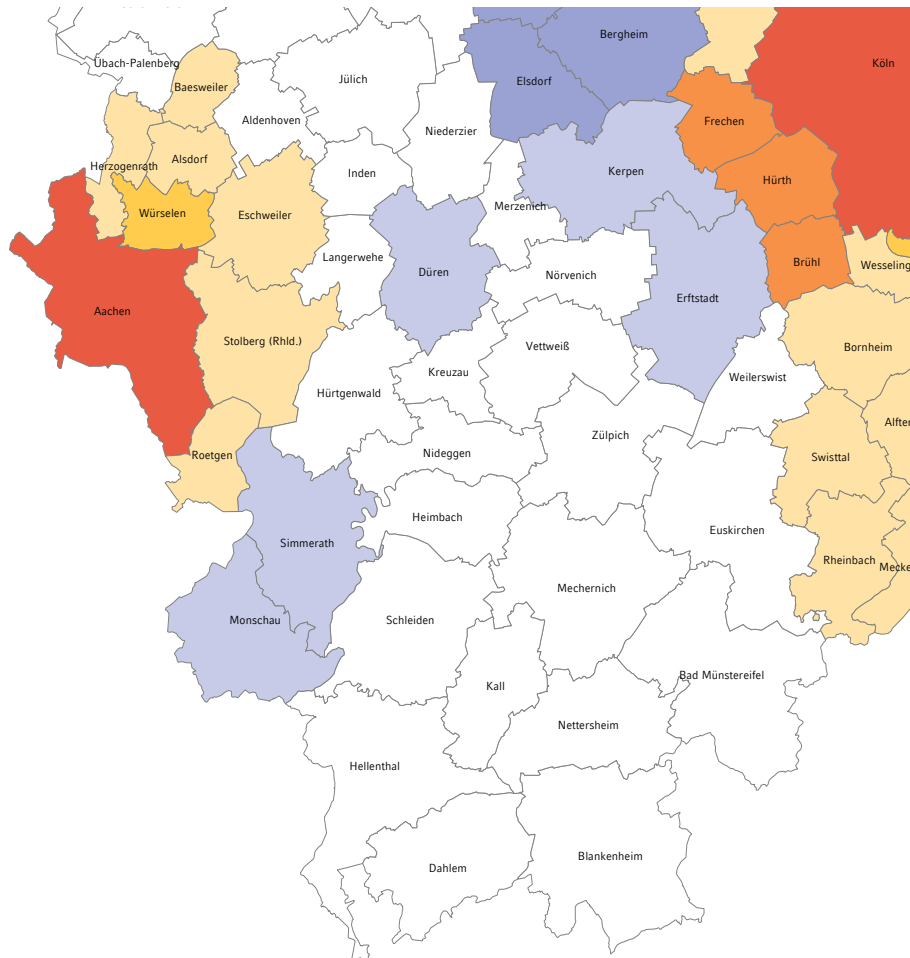 Bergheim
Köln
Übach-Palenberg
Jülich
Elsdorf
Baesweiler
Aldenhoven
Frechen
Niederzier
Herzogenrath
Alsdorf
Inden
Kerpen
Hürth
Würselen
Eschweiler
Merzenich
Langerwehe
Düren
Nörvenich
Brühl
Wesseling
Erftstadt
Aachen
Stolberg (Rhld.)
Vettweiß
Bornheim
Kreuzau
Weilerswist
Hürtgenwald
Alfter
Zülpich
Roetgen
Nideggen
Swisttal
Heimbach
Euskirchen
Simmerath
Rheinbach
Mecke
Mechernich
Monschau
Schleiden
Bad Münstereifel
Kall
Nettersheim
Hellenthal
Blankenheim
Dahlem